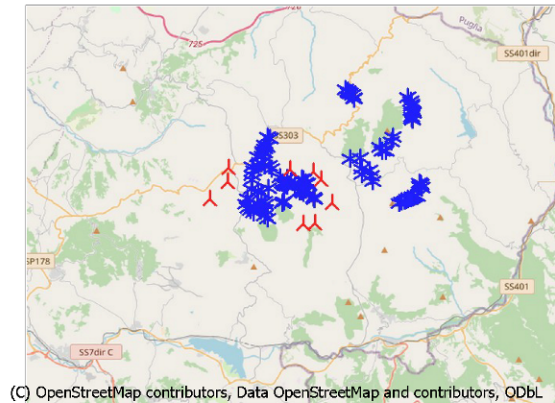 725
Puglia
SS401dir
SS303
SP178
SS401
SS7dir C
(C) OpenStreetMap contributors, Data OpenStreetMap and contributors, ODbL